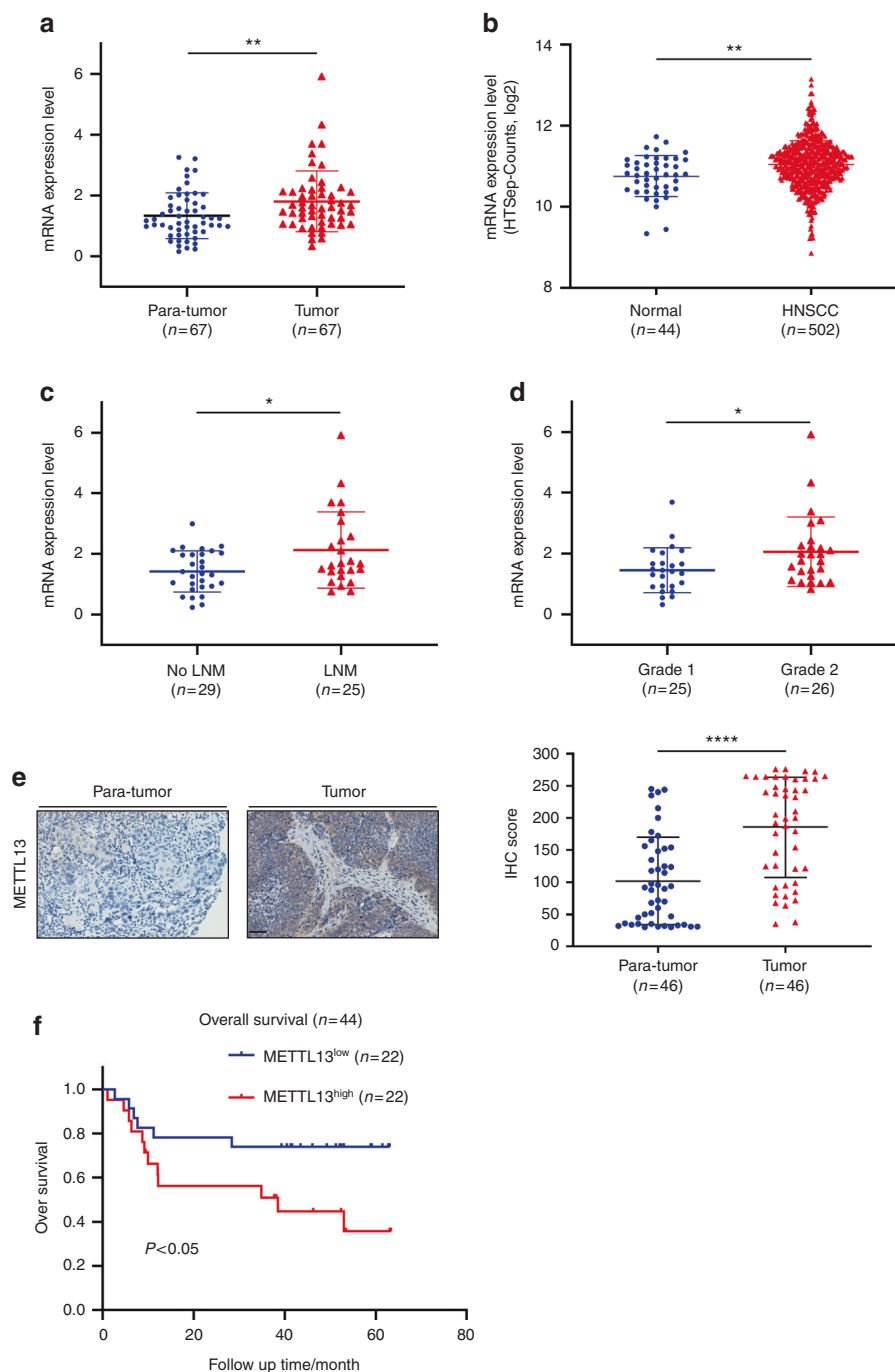 a
mRNA expression level
6
4
2
0
**
Para-tumor
(n=67)
Tumor
(n=67)
b
mRNA expression level
(HTSep-Counts, log2)
14
12
11
10
8
**
Normal
(n=44)
HNSCC
(n=502)
c
mRNA expression level
6
4
2
0
*
No LNM
(n=29)
LNM
(n=25)
d
mRNA expression level
6
4
2
0
*
Grade 1
(n=25)
Grade 2
(n=26)
e
Para-tumor
Tumor
METTL13
IHC score
300
250
200
150
100
50
0
****
Para-tumor
(n=46)
Tumor
(n=46)
f
Overall survival (n=44)
METTL13low (n=22)
METTL13high (n=22)
Over survival
1.0
0.8
0.6
0.4
0.2
0.0
P<0.05
0
20
40
60
80
Follow up time/month